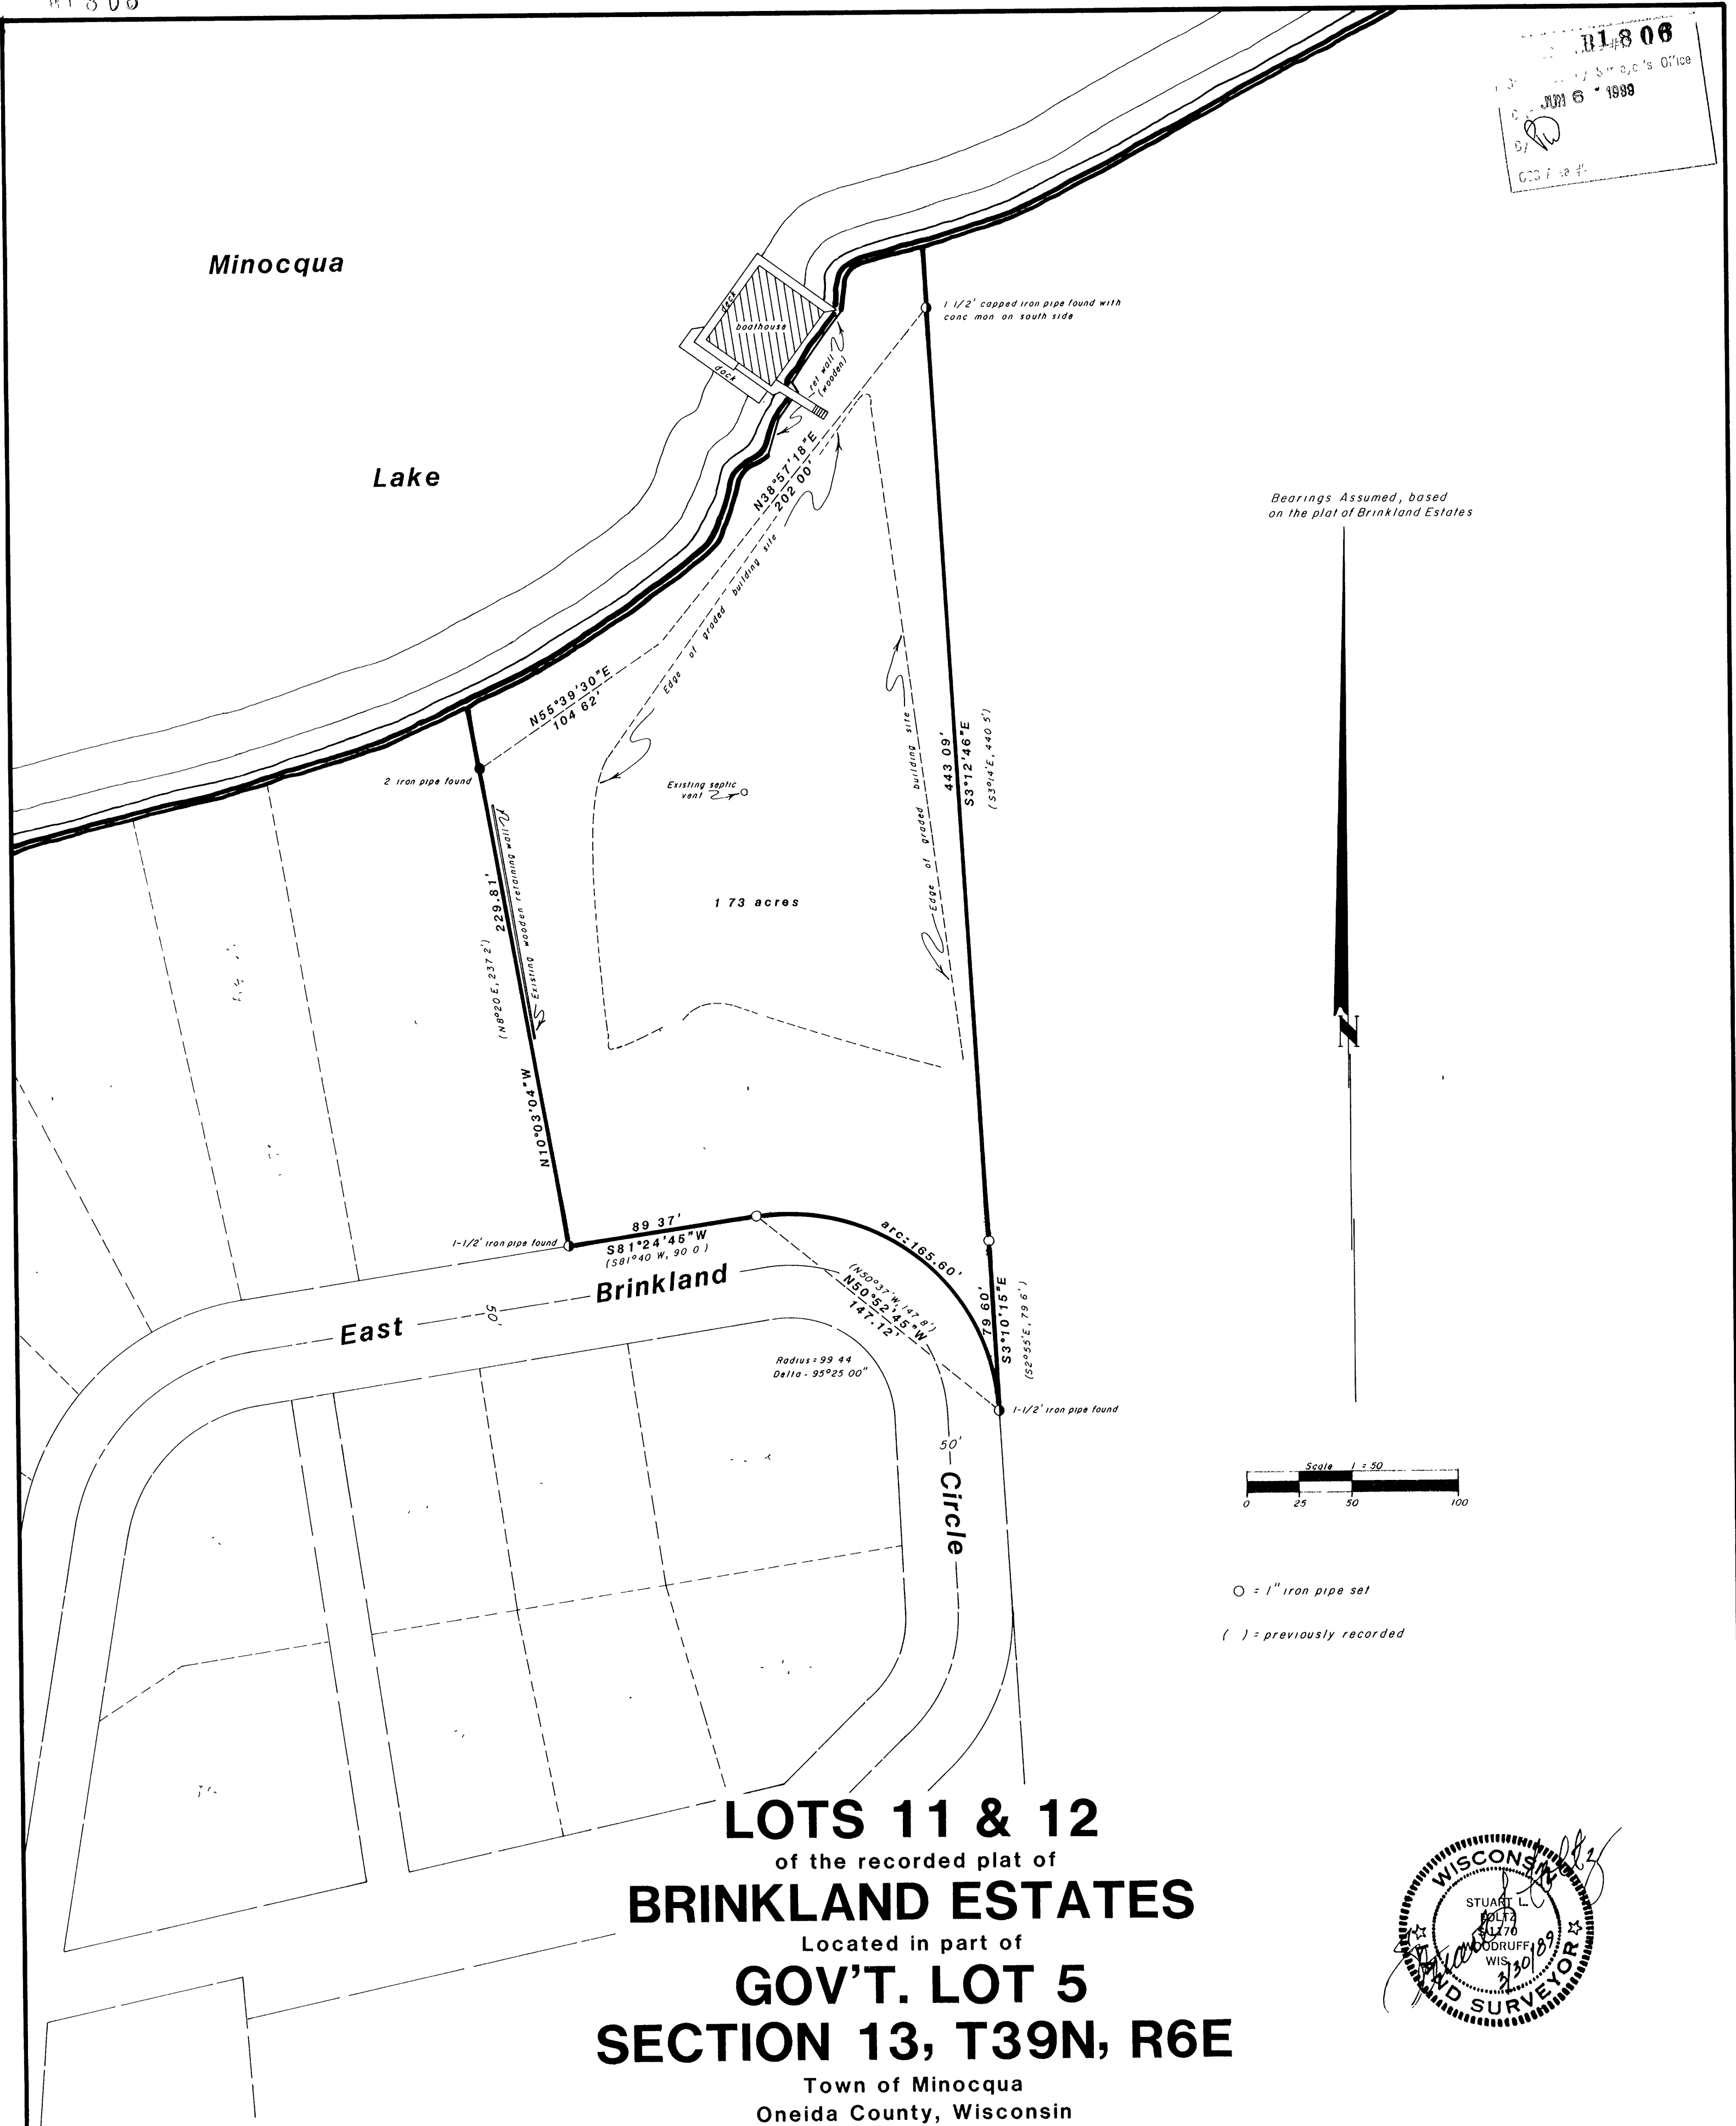 B1806
JUN 6 - 1989
Minocqua
Lake
deck
boathouse
dock
ret wall
(wooden)
1 1/2' capped iron pipe found with
conc mon on south side
N38°57'18"E
202 00'
Edge of graded building site
Bearings Assumed, based
on the plat of Brinkland Estates
N55°39'30"E
104 62'
2 iron pipe found
Existing septic
vent
Edge of graded building site
443 09'
S3°12'46"E
(S3°14'E, 440 5')
229.81'
(N8°20 E, 237 2')
Existing wooden retaining wall
N10°03'04"W
1 73 acres
N
1-1/2' iron pipe found
89 37'
S81°24'45"W
(S81°40 W, 90 0)
arc=165.60'
(N50°37'W, 147 8')
N50°52'45"W
147.12'
79 60'
S3°10'15"E
(S2°55'E, 79 6')
East Brinkland
50'
Radius = 99 44
Delta - 95°25 00"
1-1/2' iron pipe found
50'
Circle
Scale 1 = 50
0 25 50 100
= 1" iron pipe set
( ) = previously recorded
LOTS 11 & 12
of the recorded plat of
BRINKLAND ESTATES
Located in part of
GOV'T. LOT 5
SECTION 13, T39N, R6E
Town of Minocqua
Oneida County, Wisconsin
WISCONSIN
STUART L.
FOLTZ
S-1170
WOODRUFF,
WIS.
3/30/89
LAND SURVEYOR